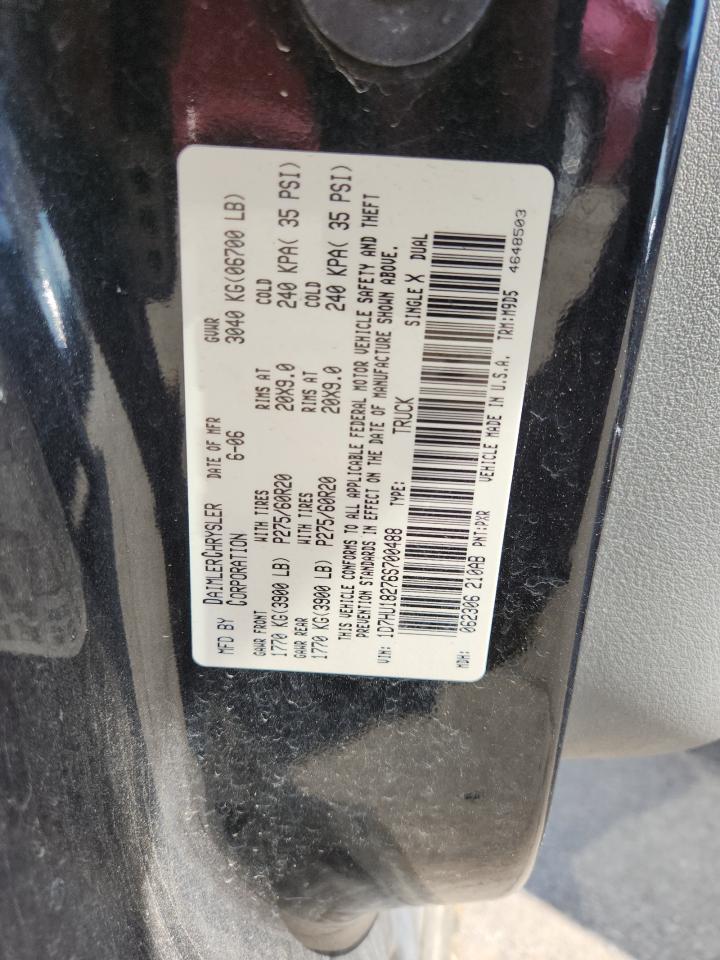 MFD BY DAIMLERCHRYSLER CORPORATION
DATE OF MFR 6-06
GVWR 3040 KG(06700 LB)
GAWR FRONT WITH TIRES RIMS AT COLD
1770 KG(3900 LB) P275/60R20 20X9.0 240 KPA( 35 PSI)
GAWR REAR WITH TIRES RIMS AT COLD
1770 KG(3900 LB) P275/60R20 20X9.0 240 KPA( 35 PSI)
THIS VEHICLE CONFORMS TO ALL APPLICABLE FEDERAL MOTOR VEHICLE SAFETY AND THEFT
PREVENTION STANDARDS IN EFFECT ON THE DATE OF MANUFACTURE SHOWN ABOVE.
VIN: 1D7HU18276S700488 TYPE: TRUCK SINGLE X DUAL
MDH: 062306 210AB PNT:PXR VEHICLE MADE IN U.S.A. TRM:M9D5
4648503